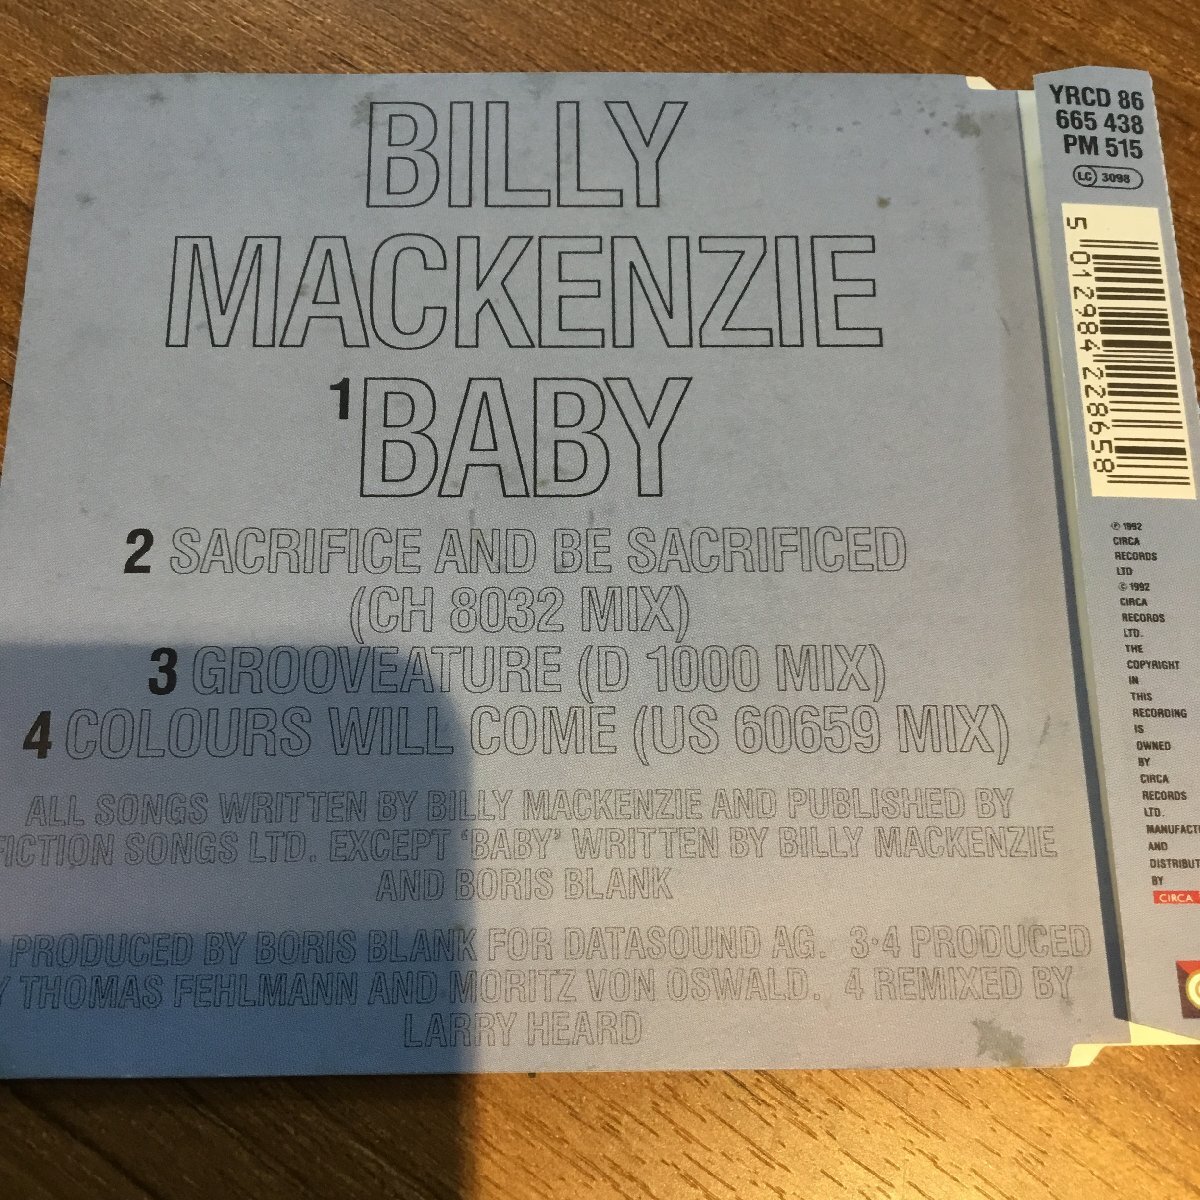 BILLY
MACKENZIE
1 BABY
2 SACRIFICE AND BE SACRIFICED
(CH 8032 MIX)
3 GROOVEATURE (D 1000 MIX)
4 COLOURS WILL COME (US 60659 MIX)
ALL SONGS WRITTEN BY BILLY MACKENZIE AND PUBLISHED BY
FICTION SONGS LTD. EXCEPT 'BABY' WRITTEN BY BILLY MACKENZIE
AND BORIS BLANK
PRODUCED BY BORIS BLANK FOR DATASOUND AG. 3·4 PRODUCED
BY THOMAS FEHLMANN AND MORITZ VON OSWALD. 4 REMIXED BY
LARRY HEARD
YRCD 86
665 438
PM 515
LC 3098
5 012984 228658
℗ 1992
CIRCA
RECORDS
LTD
© 1992
CIRCA
RECORDS
LTD.
THE
COPYRIGHT
IN
THIS
RECORDING
IS
OWNED
BY
CIRCA
RECORDS
LTD.
MANUFACTU
AND
DISTRIBUT
BY
CIRCA